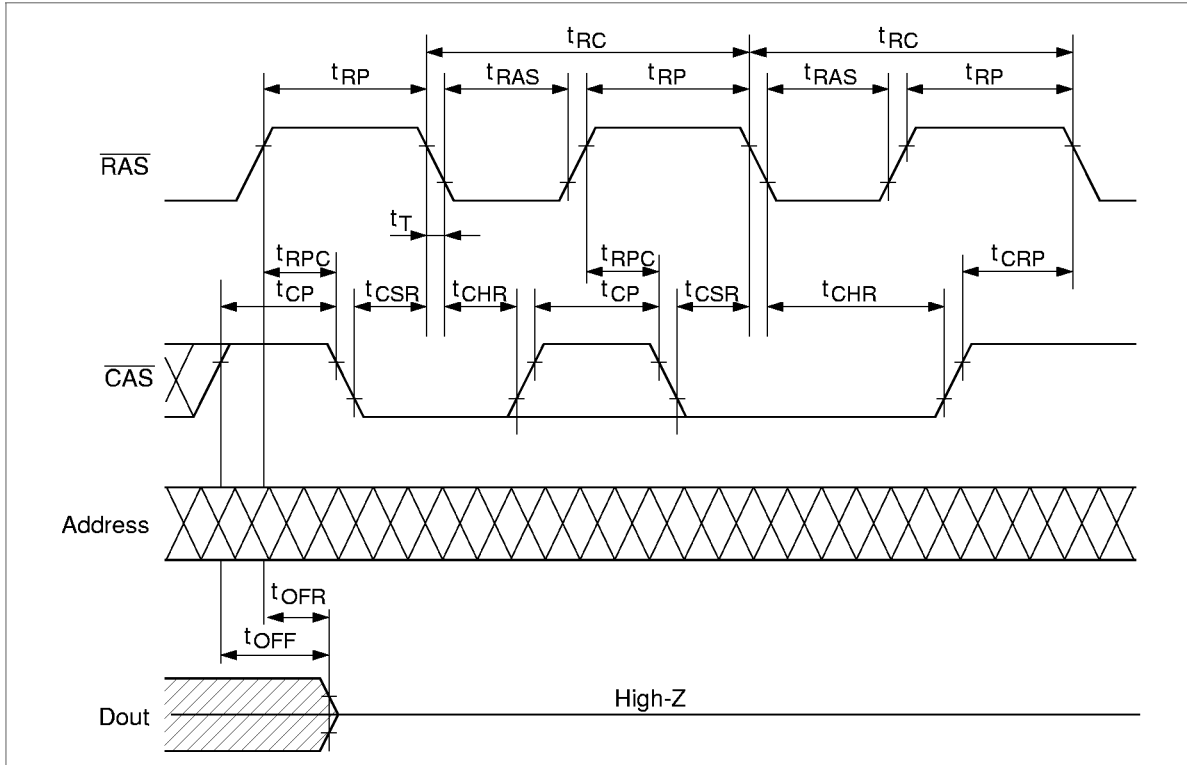 tRC tRC
tRP tRAS tRP tRAS tRP
RAS
tT
tRPC tRPC tCRP
tCP tCSR tCHR tCP tCSR tCHR
CAS
Address
tOFR
tOFF
High-Z
Dout